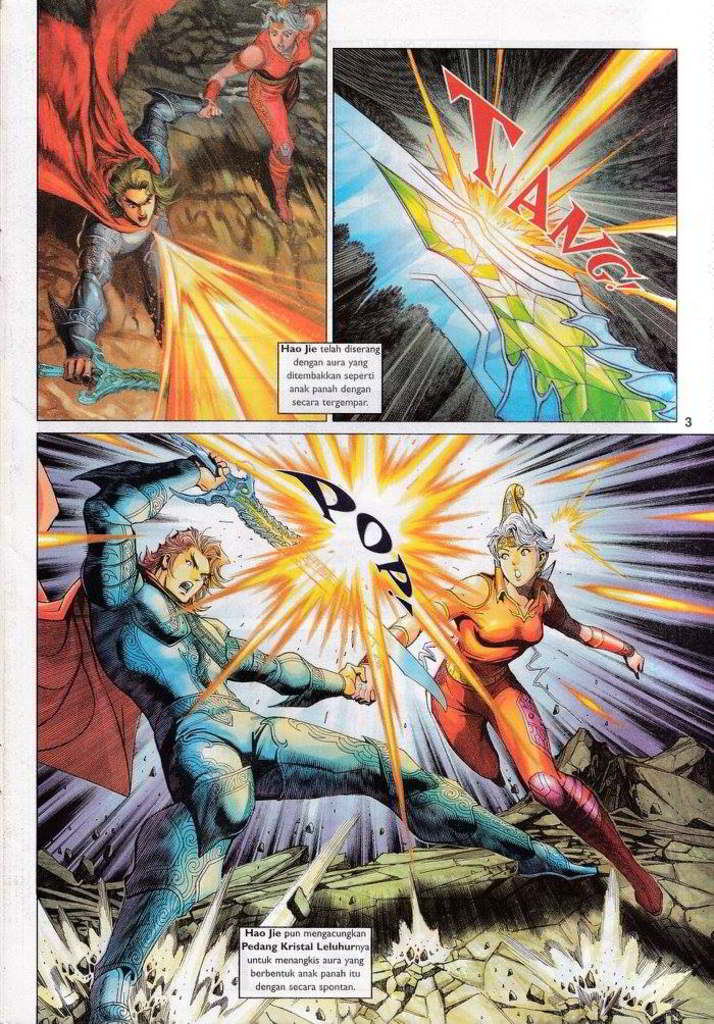 TANG!
Hao Jie telah diserang
dengan aura yang
ditembakkan seperti
anak panah dengan
secara tergempar.
3
POP!
Hao Jie pun mengacungkan
Pedang Kristal Leluhurnya
untuk menangkis aura yang
berbentuk anak panah itu
dengan secara spontan.